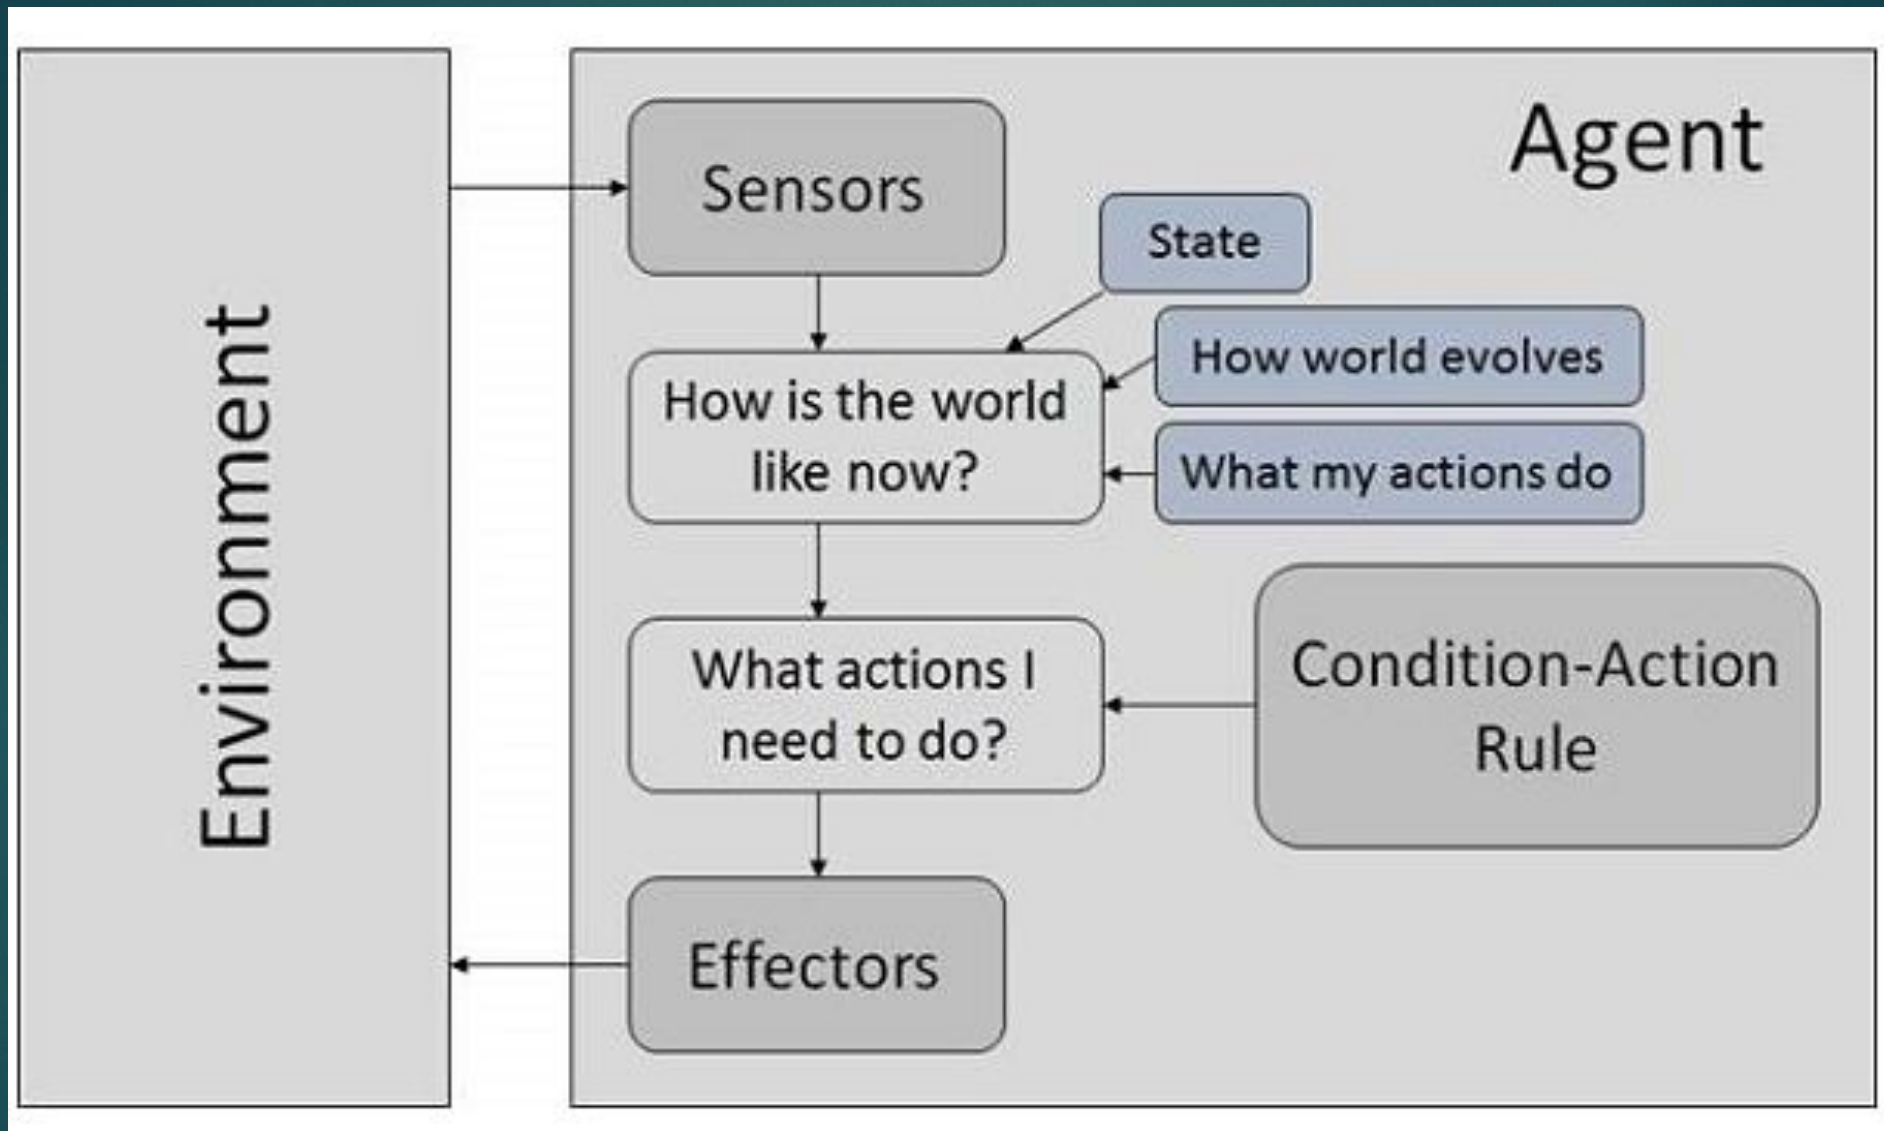 Environment
Agent
Sensors
State
How world evolves
How is the world
like now?
What my actions do
What actions I
need to do?
Condition-Action
Rule
Effectors